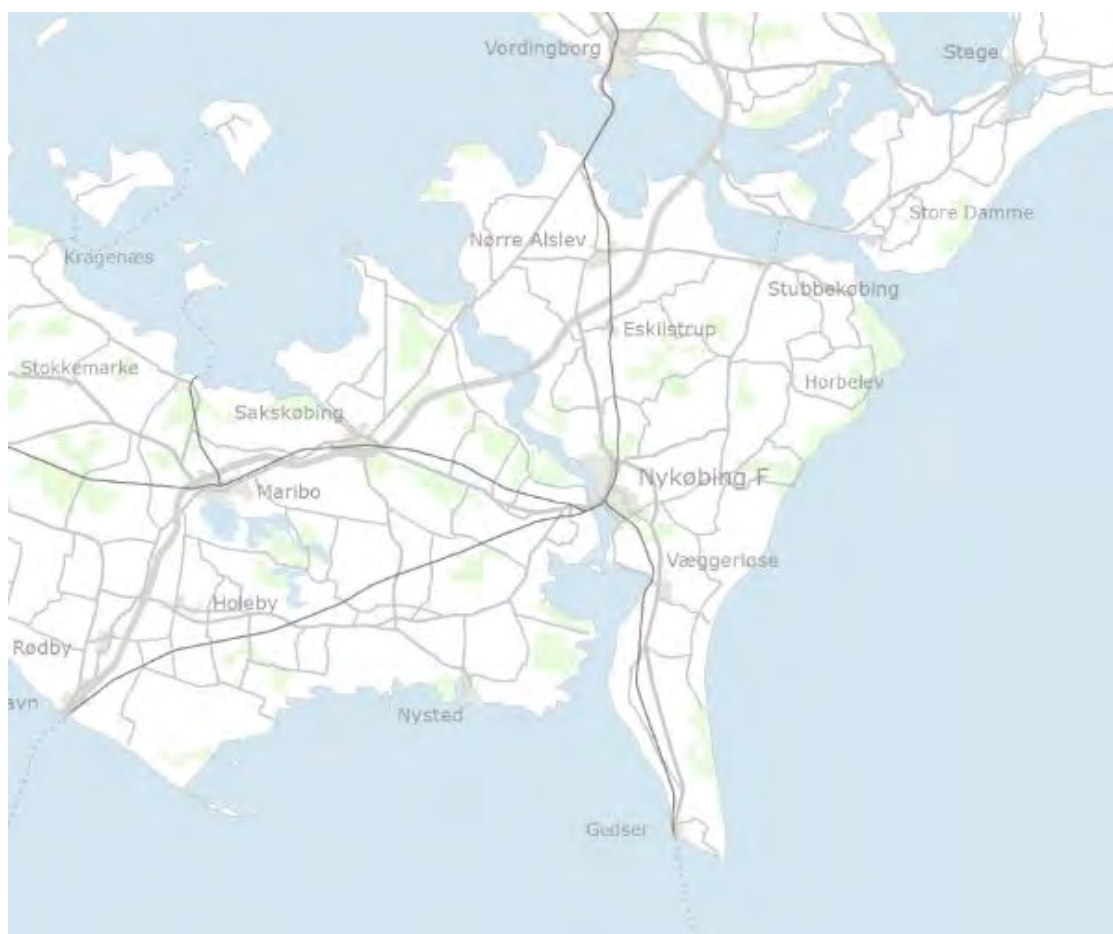 Vordingborg
Stege
Store Damme
Nørre Alslev
Kragenæs
Stubbekøbing
Eskilstrup
Stokkemarke
Horbelev
Sakskøbing
Nykøbing F
Maribo
Væggerløse
Holeby
Rødby
avn
Nysted
Gedser